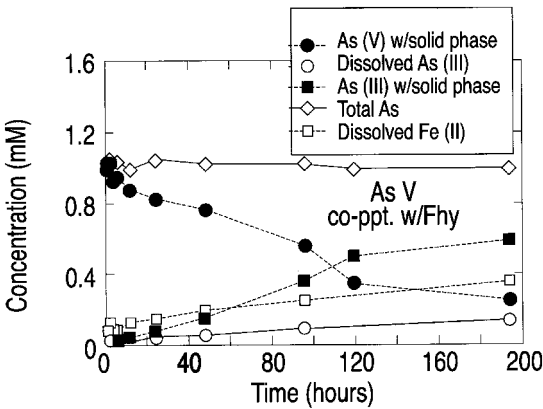 As (V) w/solid phase
Dissolved As (III)
As (III) w/solid phase
Total As
Dissolved Fe (II)
1.6
1.2
0.8
0.4
0
Concentration (mM)
As V
co-ppt. w/Fhy
0 40 80 120 160 200
Time (hours)